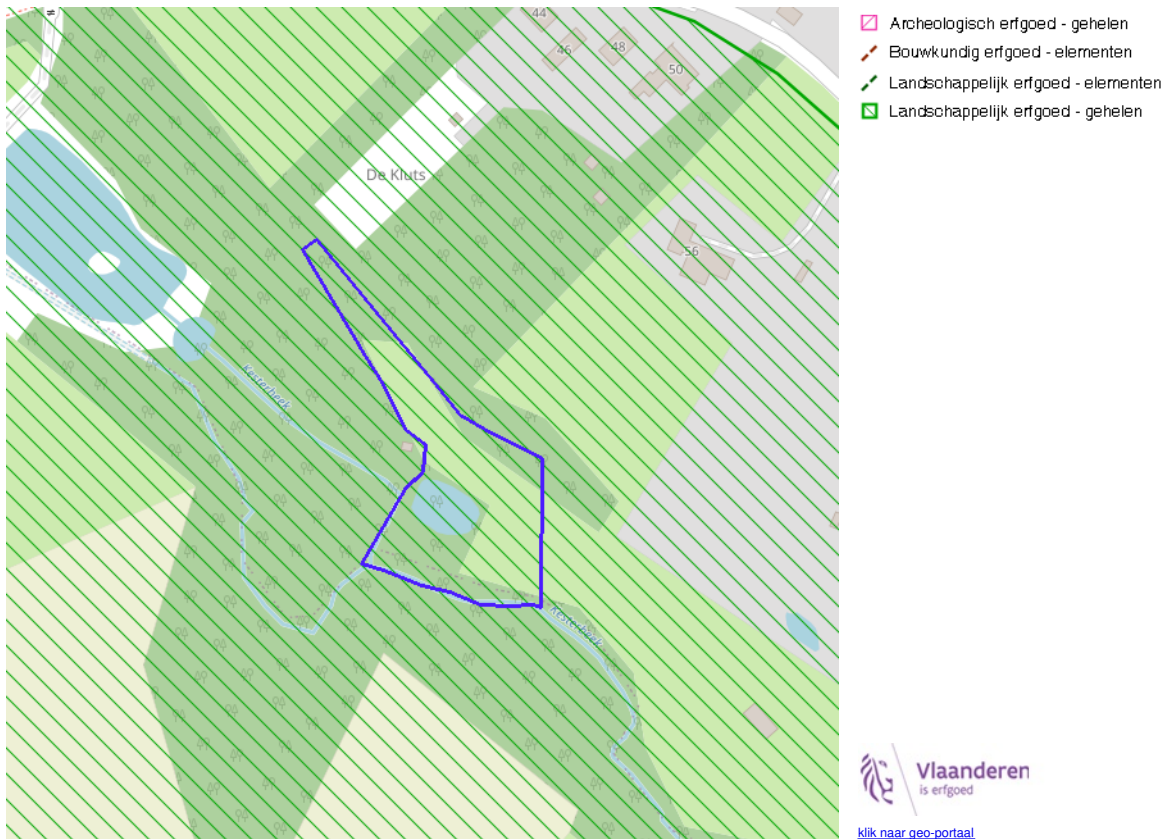 44
46
48
50
De Kluts
56
Kesterbeek
Kesterbeek
Archeologisch erfgoed - gehelen
Bouwkundig erfgoed - elementen
Landschappelijk erfgoed - elementen
Landschappelijk erfgoed - gehelen
Vlaanderen
is erfgoed
klik naar geo-portaal